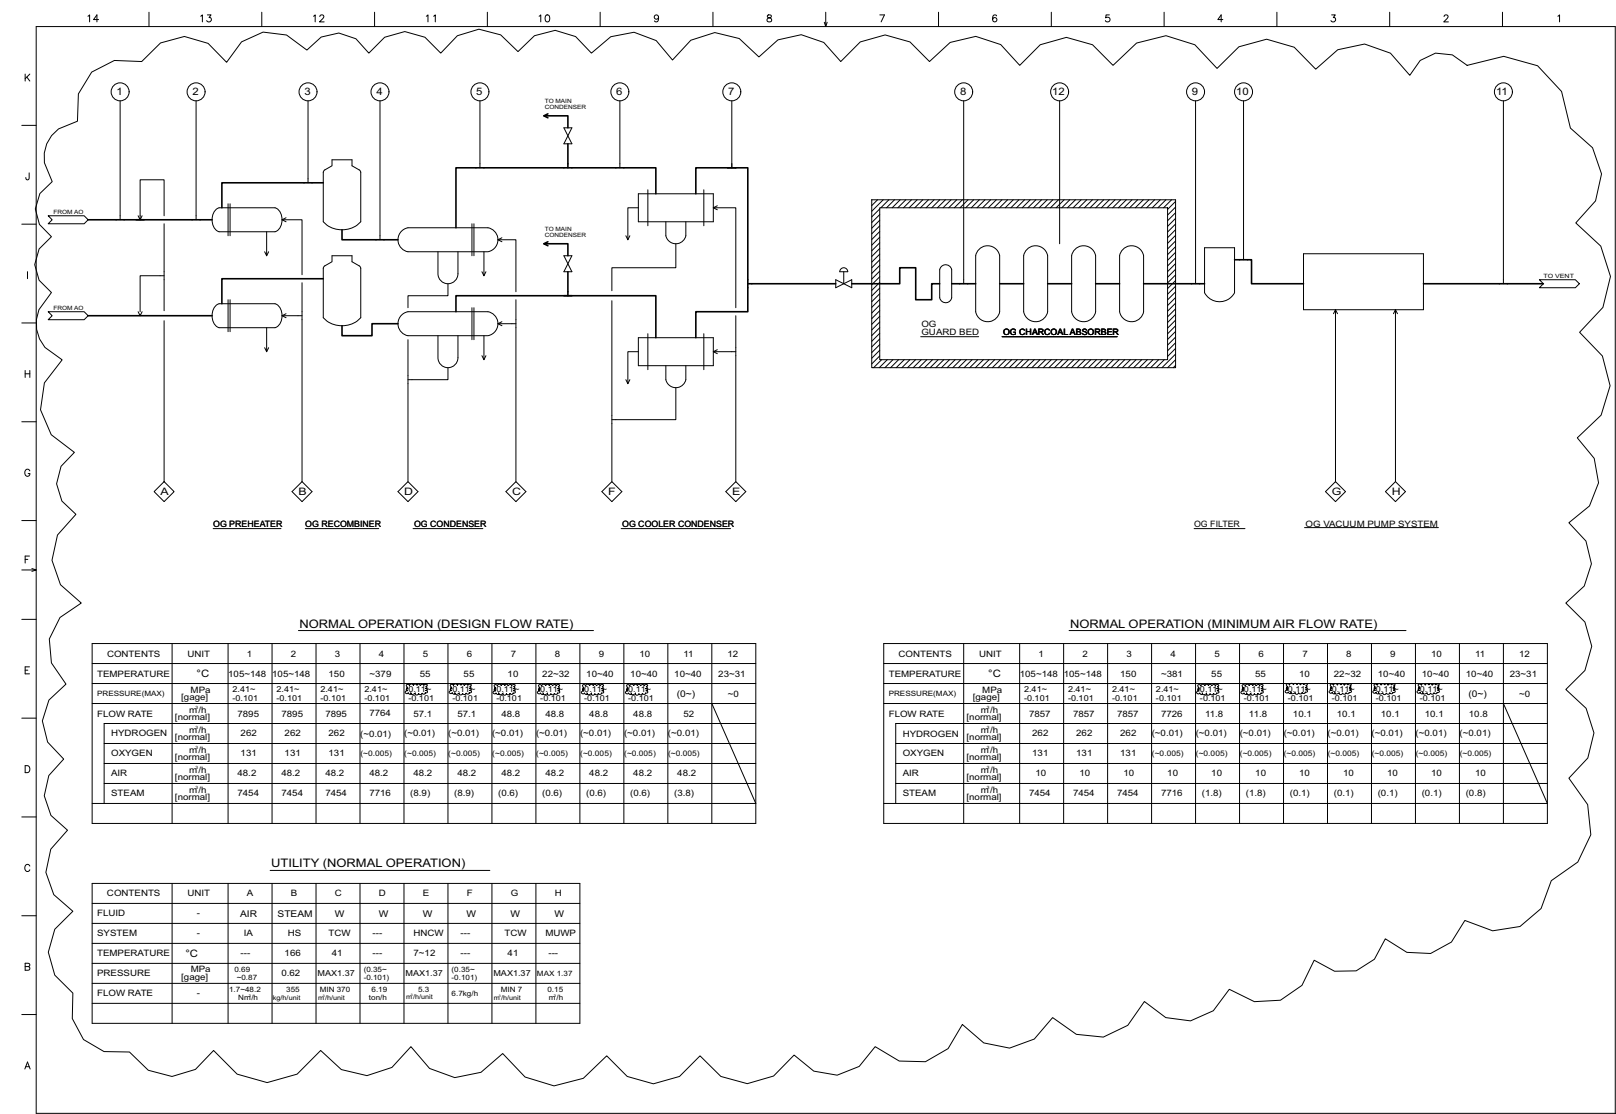 14 13 12 11 10 9 8 7 6 5 4 3 2 1
K
1 2 3 4 5 6 7 8 12 9 10 11
TO MAIN
CONDENSER
J
FROM AO
TO MAIN
CONDENSER
I
TO VENT
FROM AO
OG
GUARD BED
OG CHARCOAL ABSORBER
H
G
A B D C F E G H
OG PREHEATER OG RECOMBINER OG CONDENSER OG COOLER CONDENSER OG FILTER OG VACUUM PUMP SYSTEM
F
NORMAL OPERATION (DESIGN FLOW RATE)
CONTENTS UNIT 1 2 3 4 5 6 7 8 9 10 11 12
TEMPERATURE °C 105~148 105~148 150 ~379 55 55 10 22~32 10~40 10~40 10~40 23~31
PRESSURE(MAX) MPa [gage] 2.41~ -0.101 2.41~ -0.101 2.41~ -0.101 2.41~ -0.101 -0.101 -0.101 -0.101 -0.101 -0.101 -0.101 (0~) ~0
FLOW RATE m³/h [normal] 7895 7895 7895 7764 57.1 57.1 48.8 48.8 48.8 48.8 52
HYDROGEN m³/h [normal] 262 262 262 (~0.01) (~0.01) (~0.01) (~0.01) (~0.01) (~0.01) (~0.01) (~0.01)
OXYGEN m³/h [normal] 131 131 131 (~0.005) (~0.005) (~0.005) (~0.005) (~0.005) (~0.005) (~0.005) (~0.005)
AIR m³/h [normal] 48.2 48.2 48.2 48.2 48.2 48.2 48.2 48.2 48.2 48.2 48.2
STEAM m³/h [normal] 7454 7454 7454 7716 (8.9) (8.9) (0.6) (0.6) (0.6) (0.6) (3.8)
NORMAL OPERATION (MINIMUM AIR FLOW RATE)
CONTENTS UNIT 1 2 3 4 5 6 7 8 9 10 11 12
TEMPERATURE °C 105~148 105~148 150 ~381 55 55 10 22~32 10~40 10~40 10~40 23~31
PRESSURE(MAX) MPa [gage] 2.41~ -0.101 2.41~ -0.101 2.41~ -0.101 2.41~ -0.101 -0.101 -0.101 -0.101 -0.101 -0.101 -0.101 (0~) ~0
FLOW RATE m³/h [normal] 7857 7857 7857 7726 11.8 11.8 10.1 10.1 10.1 10.1 10.8
HYDROGEN m³/h [normal] 262 262 262 (~0.01) (~0.01) (~0.01) (~0.01) (~0.01) (~0.01) (~0.01) (~0.01)
OXYGEN m³/h [normal] 131 131 131 (~0.005) (~0.005) (~0.005) (~0.005) (~0.005) (~0.005) (~0.005) (~0.005)
AIR m³/h [normal] 10 10 10 10 10 10 10 10 10 10 10
STEAM m³/h [normal] 7454 7454 7454 7716 (1.8) (1.8) (0.1) (0.1) (0.1) (0.1) (0.8)
E
D
C
UTILITY (NORMAL OPERATION)
CONTENTS UNIT A B C D E F G H
FLUID - AIR STEAM W W W W W W
SYSTEM - IA HS TCW --- HNCW --- TCW MUWP
TEMPERATURE °C --- 166 41 --- 7~12 --- 41 ---
PRESSURE MPa [gage] 0.69 ~0.87 0.62 MAX1.37 (0.35~ -0.101) MAX1.37 (0.35~ -0.101) MAX1.37 MAX 1.37
FLOW RATE - 1.7~48.2 Nm³/h 355 kg/h/unit MIN 370 m³/h/unit 6.19 ton/h 5.3 m³/h/unit 6.7kg/h MIN 7 m³/h/unit 0.15 m³/h
B
A